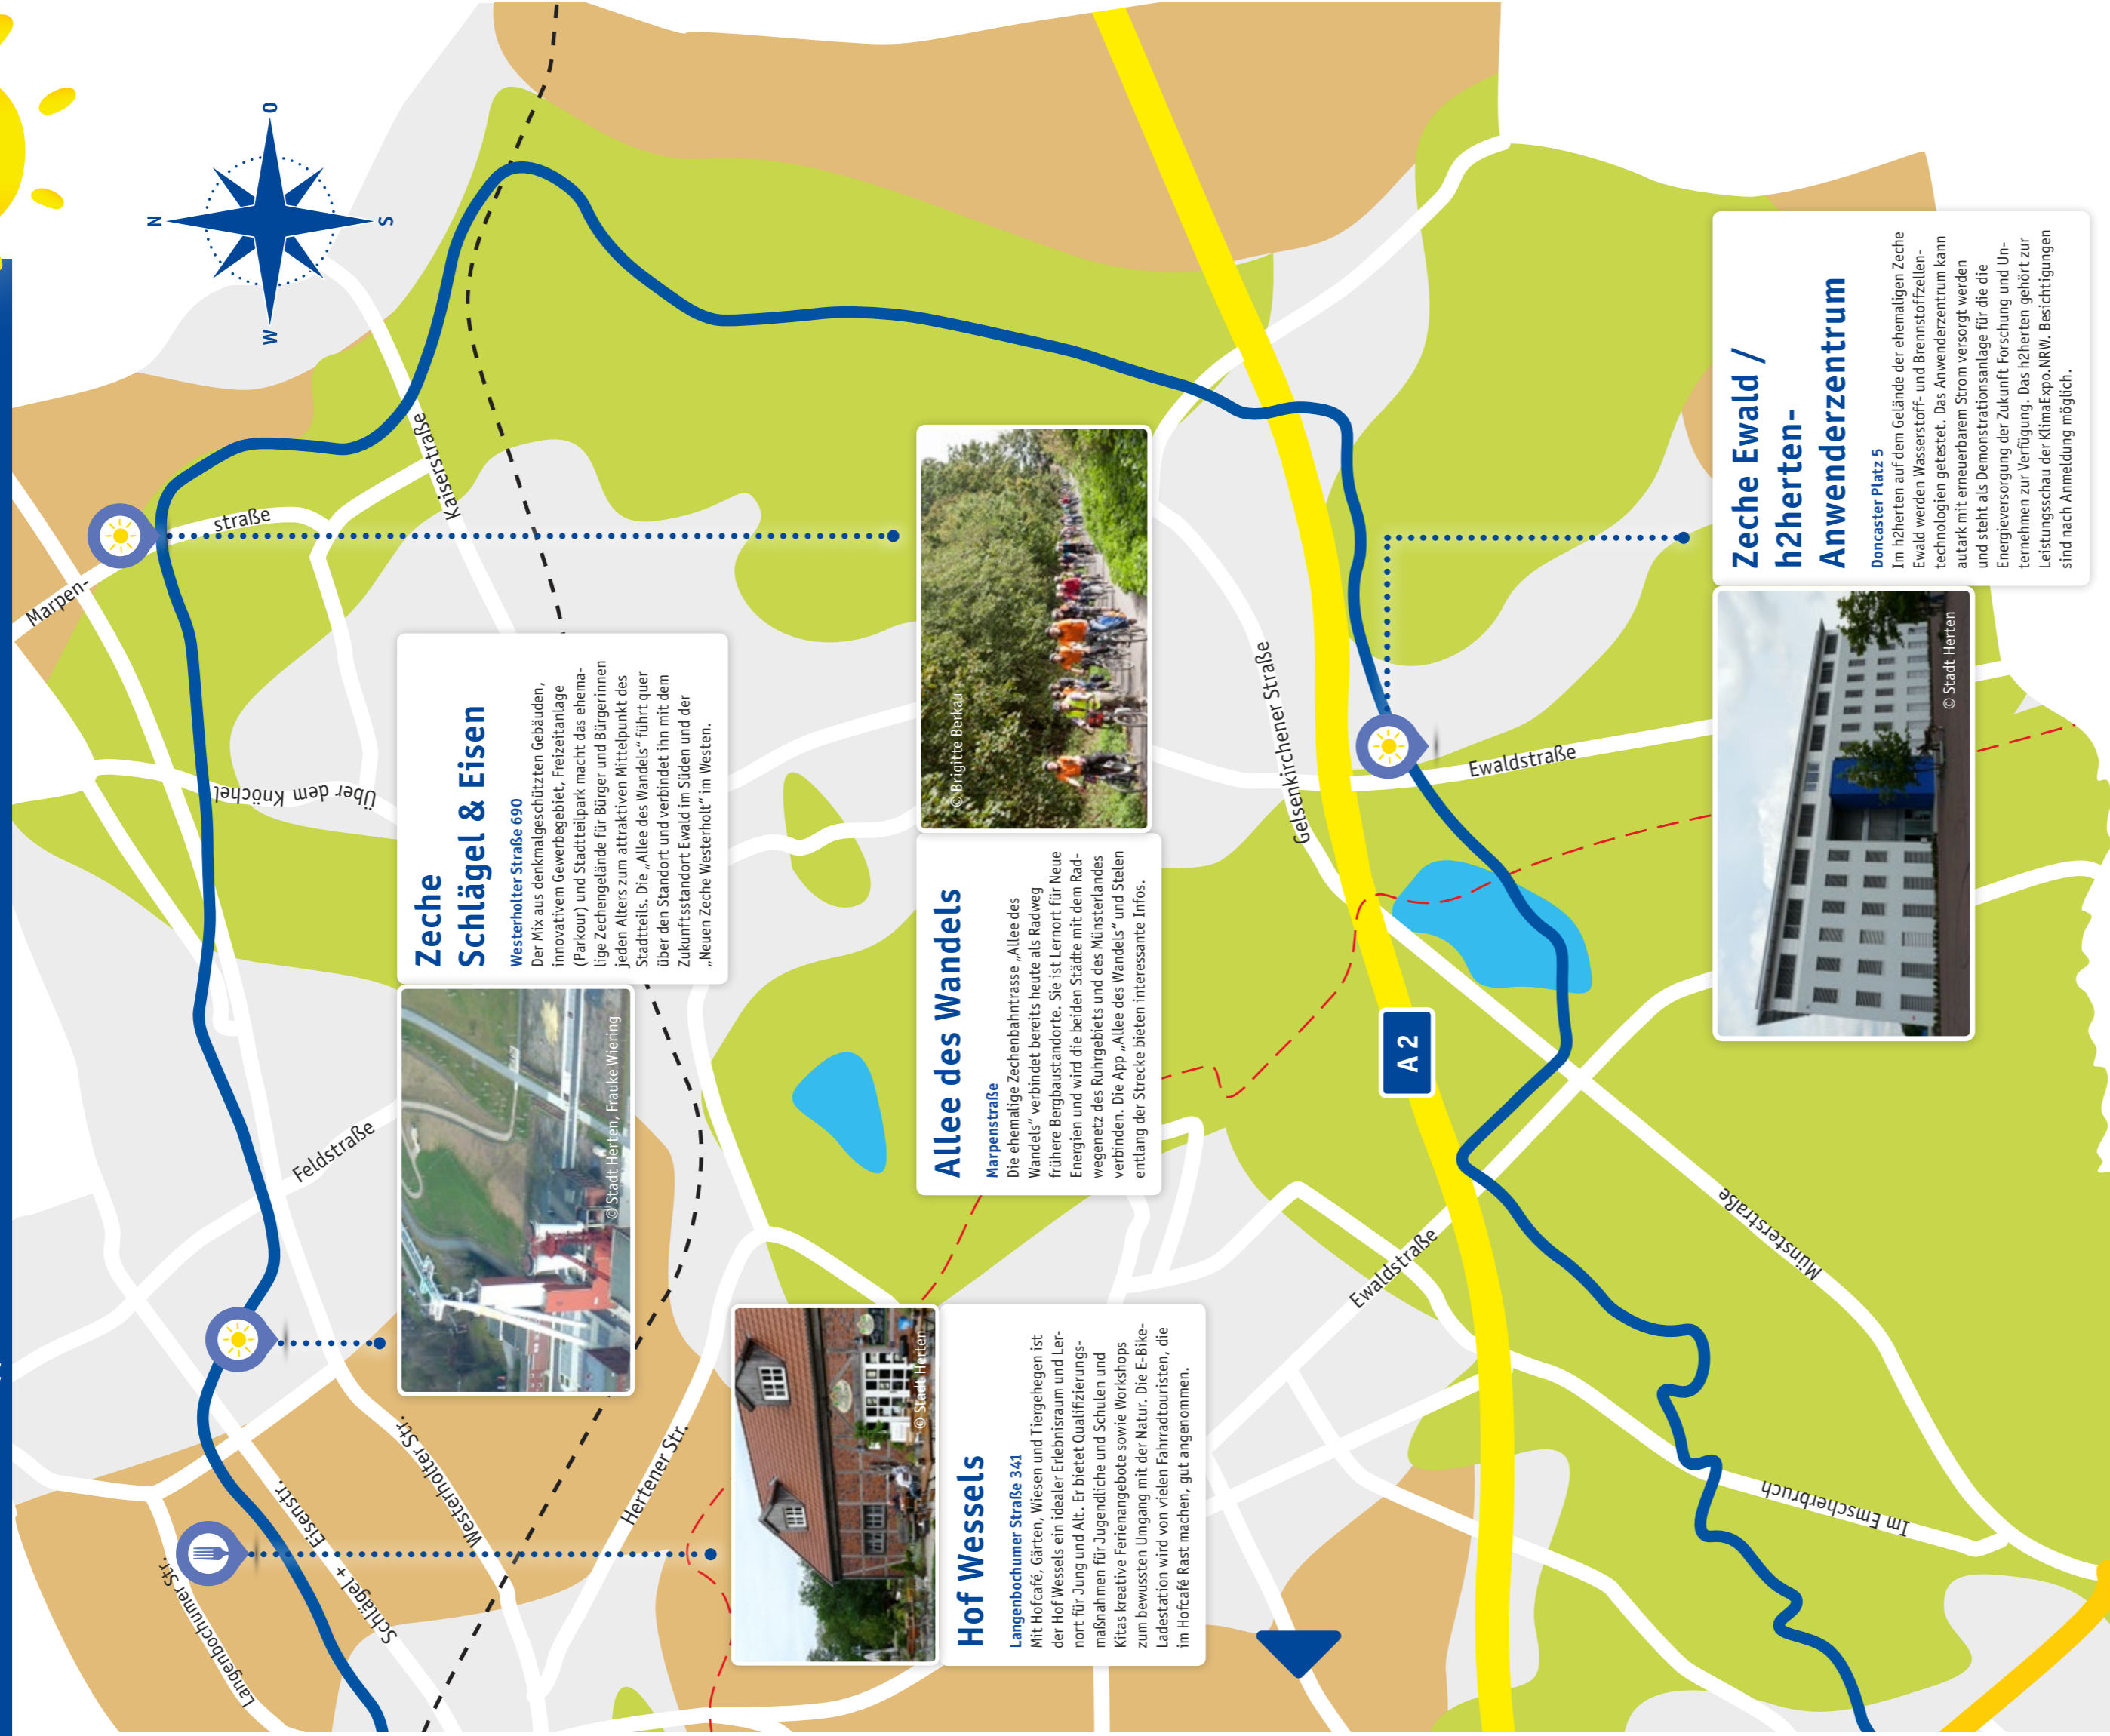 N
O
S
W
Marpen-
straße
Kaiserstraße
Über dem Knöchel
Feldstraße
Langenbochumer Str.
Schlägel + Eisenstr.
Westerholter Str.
Hertener Str.
Gelsenkirchener Straße
Ewaldstraße
Ewaldstraße
A 2
Münsterstraße
Im Emscherbruch
Zeche
Schlägel & Eisen
Westerholter Straße 690
Der Mix aus denkmalgeschützten Gebäuden,
innovativem Gewerbegebiet, Freizeitanlage
(Parkour) und Stadtteilpark macht das ehema-
lige Zechengelände für Bürger und Bürgerinnen
jeden Alters zum attraktiven Mittelpunkt des
Stadtteils. Die „Allee des Wandels“ führt quer
über den Standort und verbindet ihn mit dem
Zukunftsstandort Ewald im Süden und der
„Neuen Zeche Westerholt“ im Westen.
© Stadt Herten, Frauke Wiering
Allee des Wandels
Marpenstraße
Die ehemalige Zechenbahntrasse „Allee des
Wandels“ verbindet bereits heute als Radweg
frühere Bergbaustandorte. Sie ist Lernort für Neue
Energien und wird die beiden Städte mit dem Rad-
wegenetz des Ruhrgebiets und des Münsterlandes
verbinden. Die App „Allee des Wandels“ und Stelen
entlang der Strecke bieten interessante Infos.
© Brigitte Berkau
Hof Wessels
Langenbochumer Straße 341
Mit Hofcafé, Gärten, Wiesen und Tiergehegen ist
der Hof Wessels ein idealer Erlebnisraum und Ler-
nort für Jung und Alt. Er bietet Qualifizierungs-
maßnahmen für Jugendliche und Schulen und
Kitas kreative Ferienangebote sowie Workshops
zum bewussten Umgang mit der Natur. Die E-Bike-
Ladestation wird von vielen Fahrradtouristen, die
im Hofcafé Rast machen, gut angenommen.
© Stadt Herten
Zeche Ewald /
h2herten-
Anwenderzentrum
Doncaster Platz 5
Im h2herten auf dem Gelände der ehemaligen Zeche
Ewald werden Wasserstoff- und Brennstoffzellen-
technologien getestet. Das Anwenderzentrum kann
autark mit erneuerbarem Strom versorgt werden
und steht als Demonstrationsanlage für die die
Energieversorgung der Zukunft Forschung und Un-
ternehmen zur Verfügung. Das h2herten gehört zur
Leistungsschau der KlimaExpo.NRW. Besichtigungen
sind nach Anmeldung möglich.
© Stadt Herten